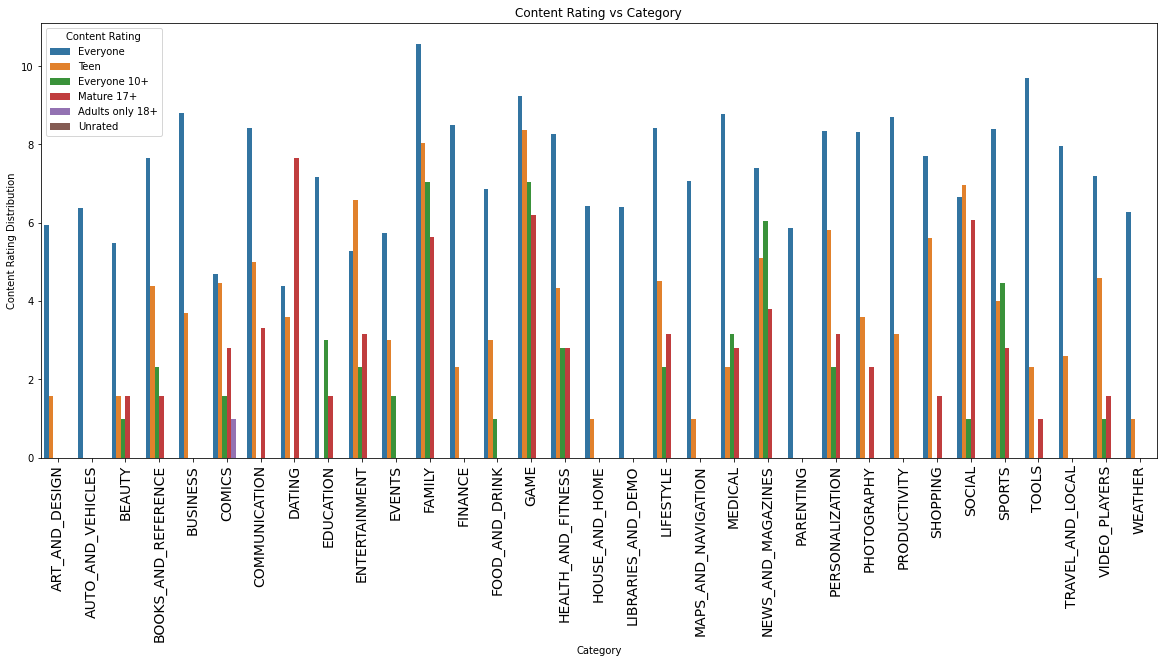 Content Rating vs Category
Content Rating
Everyone
Teen
Everyone 10+
Mature 17+
Adults only 18+
Unrated
Content Rating Distribution
10
8
6
4
2
0
ART_AND_DESIGN
AUTO_AND_VEHICLES
BEAUTY
BOOKS_AND_REFERENCE
BUSINESS
COMICS
COMMUNICATION
DATING
EDUCATION
ENTERTAINMENT
EVENTS
FAMILY
FINANCE
FOOD_AND_DRINK
GAME
HEALTH_AND_FITNESS
HOUSE_AND_HOME
LIBRARIES_AND_DEMO
LIFESTYLE
MAPS_AND_NAVIGATION
MEDICAL
NEWS_AND_MAGAZINES
PARENTING
PERSONALIZATION
PHOTOGRAPHY
PRODUCTIVITY
SHOPPING
SOCIAL
SPORTS
TOOLS
TRAVEL_AND_LOCAL
VIDEO_PLAYERS
WEATHER
Category